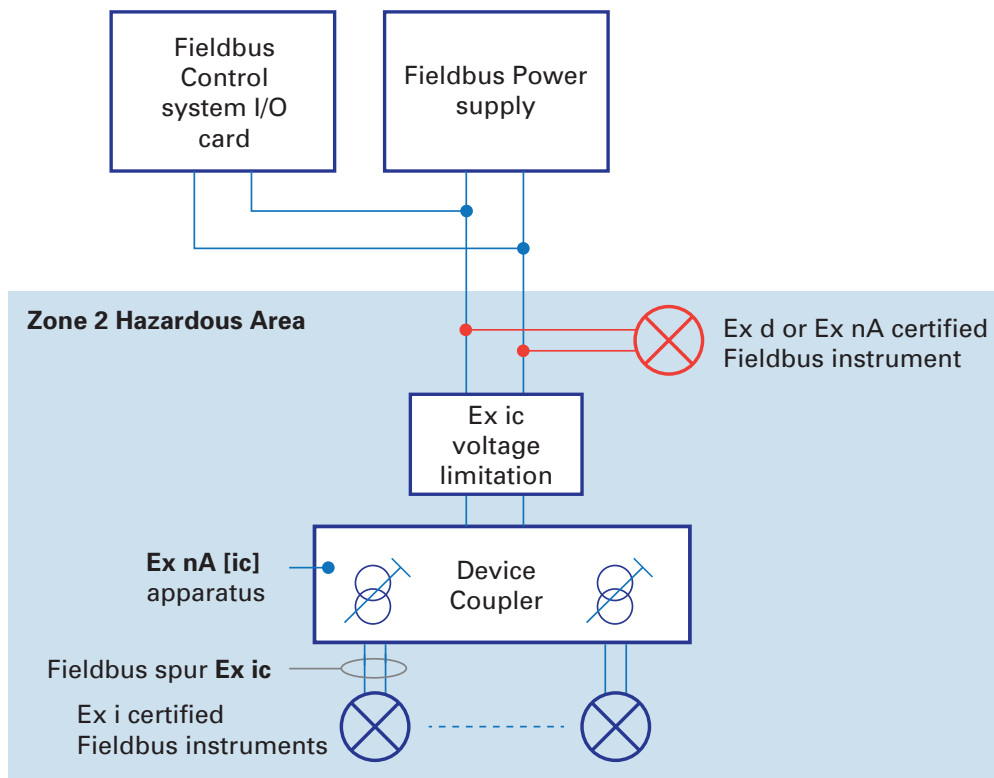 Fieldbus
Control
system I/O
card
Fieldbus Power
supply
Zone 2 Hazardous Area
Ex d or Ex nA certified
Fieldbus instrument
Ex ic
voltage
limitation
Ex nA [ic]
apparatus
Device
Coupler
Fieldbus spur Ex ic
Ex i certified
Fieldbus instruments